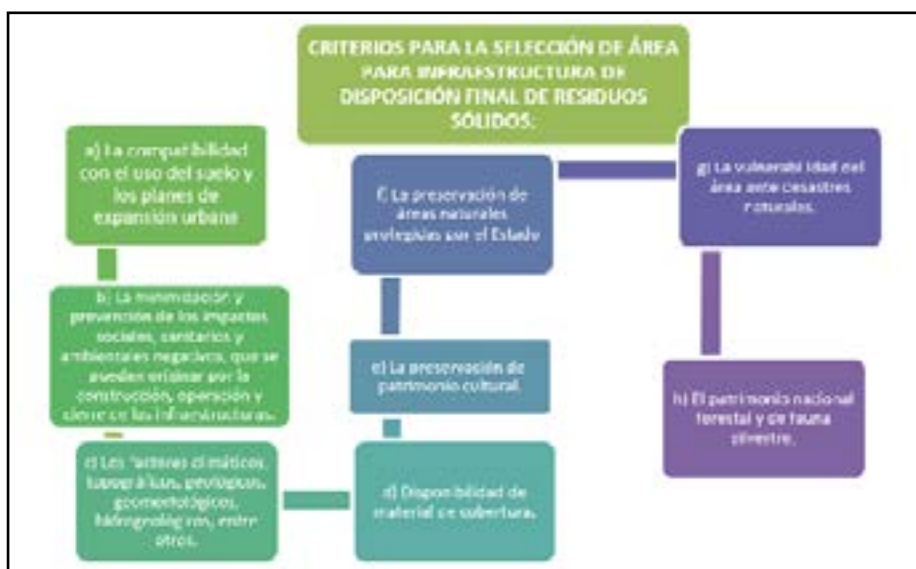 CRITERIOS PARA LA SELECCIÓN DE ÁREA
PARA INFRAESTRUCTURA DE
DISPOSICIÓN FINAL DE RESIDUOS
SÓLIDOS.
a) La compatibilidad
con el uso del suelo y
los planes de
expansión urbana
b) La minimización y
prevención de los impactos
sociales, sanitarios y
ambientales negativos, que se
pueden originar por la
construcción, operación y
cierre de las infraestructuras.
c) Los factores climáticos,
topográficos, geológicos,
hidrogeológicos, entre
otros.
d) Disponibilidad de
material de cobertura.
e) La preservación de
patrimonio cultural.
f. La preservación de
áreas naturales
protegidas por el Estado
g) La vulnerabilidad del
área ante desastres
naturales.
h) El patrimonio nacional
forestal y de fauna
silvestre.